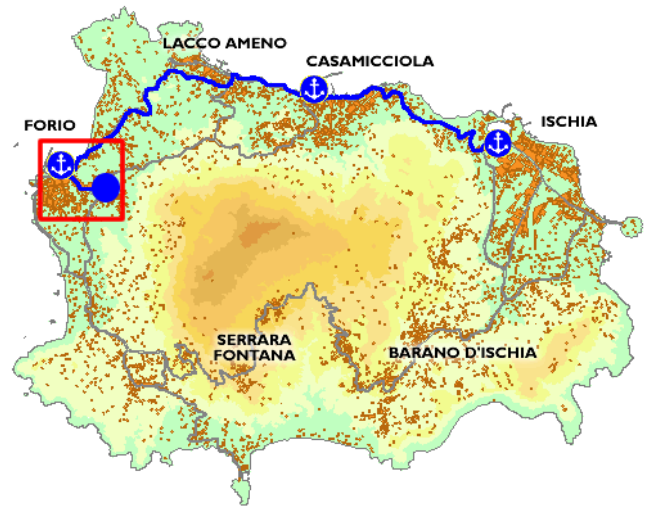 LACCO AMENO
CASAMICCIOLA
FORIO
ISCHIA
SERRARA
FONTANA
BARANO D'ISCHIA